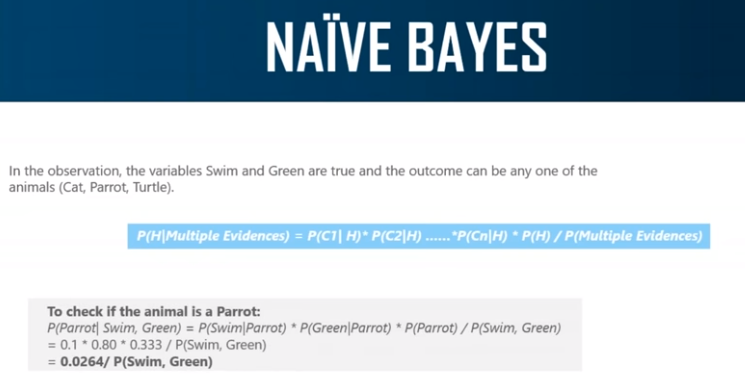 NAÏVE BAYES
In the observation, the variables Swim and Green are true and the outcome can be any one of the
animals (Cat, Parrot, Turtle).
P(H|Multiple Evidences) = P(C1| H)* P(C2|H) ......*P(Cn|H) * P(H) / P(Multiple Evidences)
To check if the animal is a Parrot:
P(Parrot| Swim, Green) = P(Swim|Parrot) * P(Green|Parrot) * P(Parrot) / P(Swim, Green)
= 0.1 * 0.80 * 0.333 / P(Swim, Green)
= 0.0264/ P(Swim, Green)